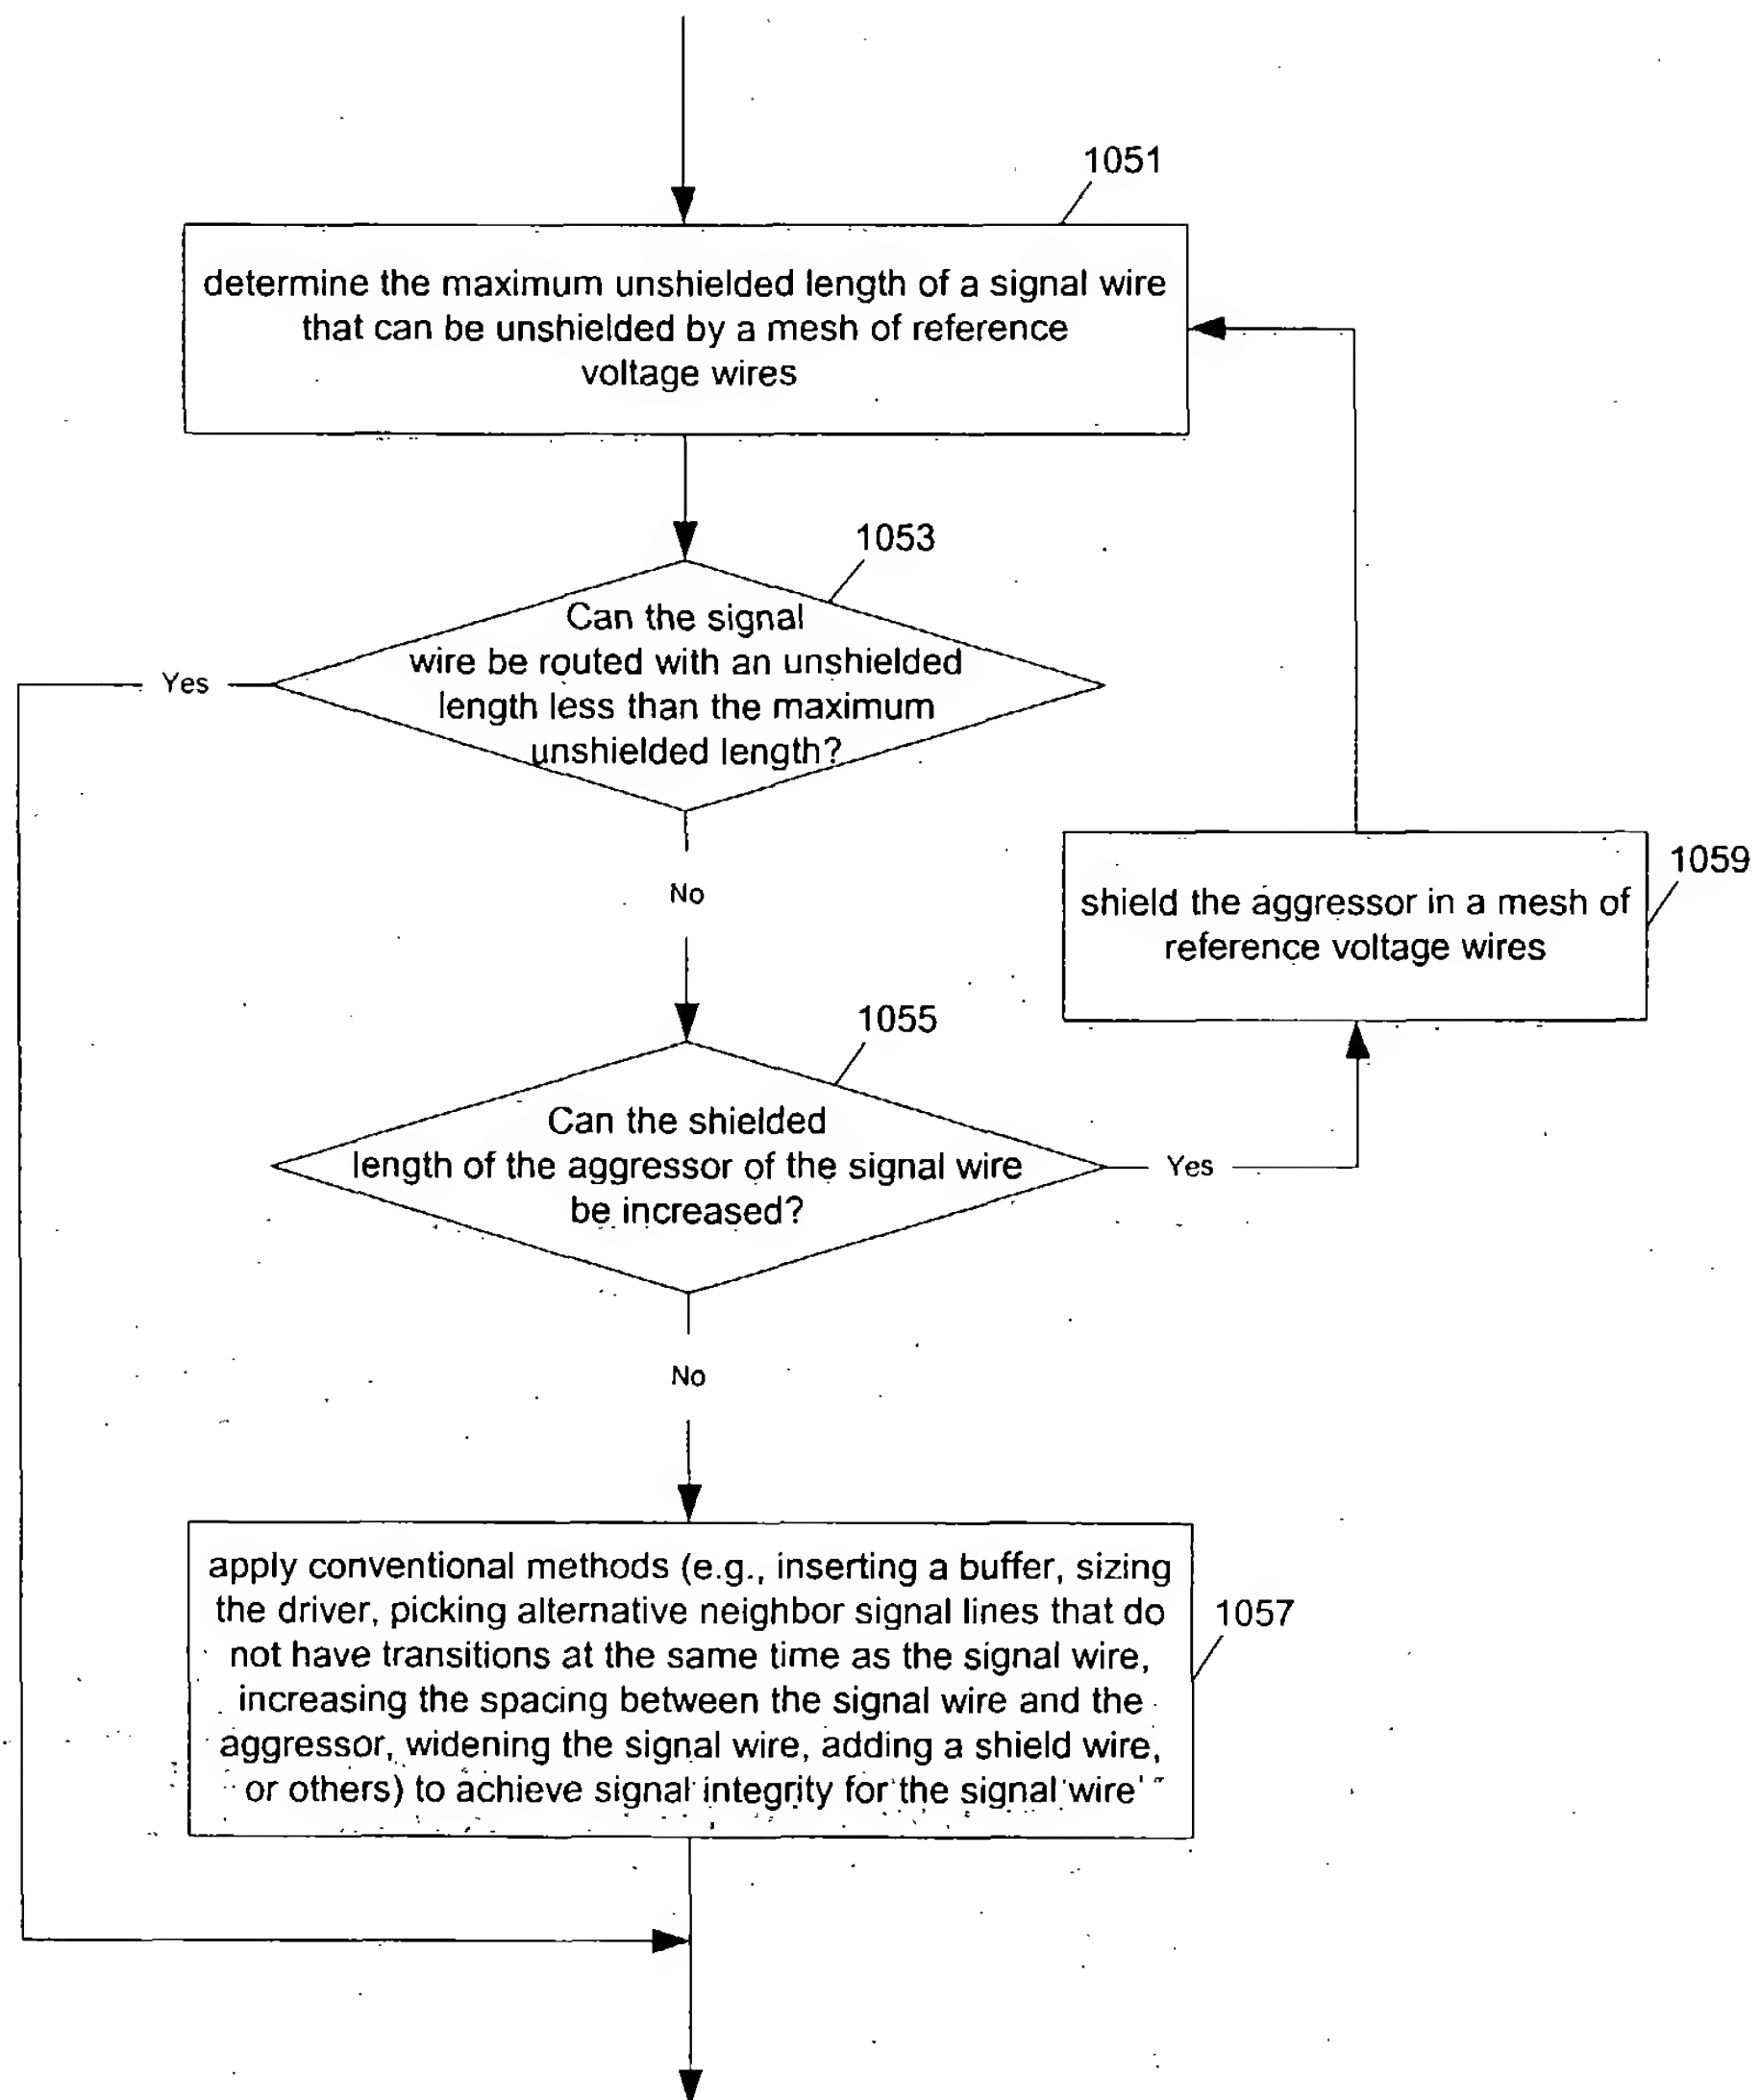 1051
determine the maximum unshielded length of a signal wire
that can be unshielded by a mesh of reference
voltage wires
1053
Can the signal
wire be routed with an unshielded
length less than the maximum
unshielded length?
Yes
No
1059
shield the aggressor in a mesh of
reference voltage wires
1055
Can the shielded
length of the aggressor of the signal wire
be increased?
Yes
No
apply conventional methods (e.g., inserting a buffer, sizing
the driver, picking alternative neighbor signal lines that do
not have transitions at the same time as the signal wire,
increasing the spacing between the signal wire and the
aggressor, widening the signal wire, adding a shield wire,
or others) to achieve signal integrity for the signal wire
1057